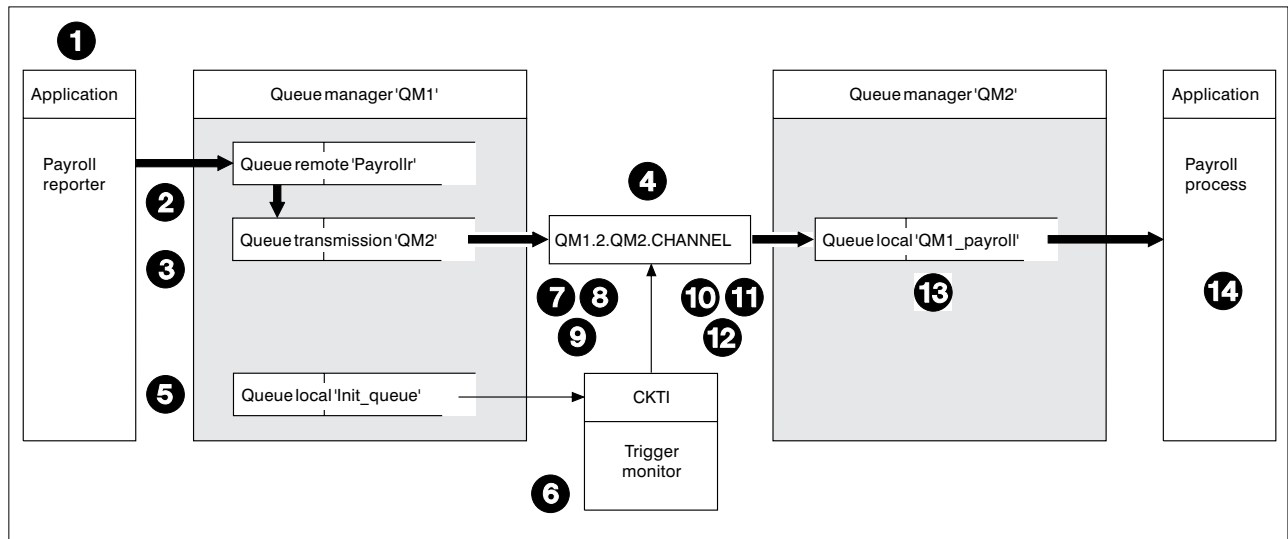 1
Application
Payroll
reporter
Queue manager 'QM1'
Queue remote 'Payrollr'
2
Queue transmission 'QM2'
3
4
QM1.2.QM2.CHANNEL
7 8
9
10 11
12
5
Queue local 'Init_queue'
CKTI
Trigger
monitor
6
Queue manager 'QM2'
Queue local 'QM1_payroll'
13
Application
Payroll
process
14